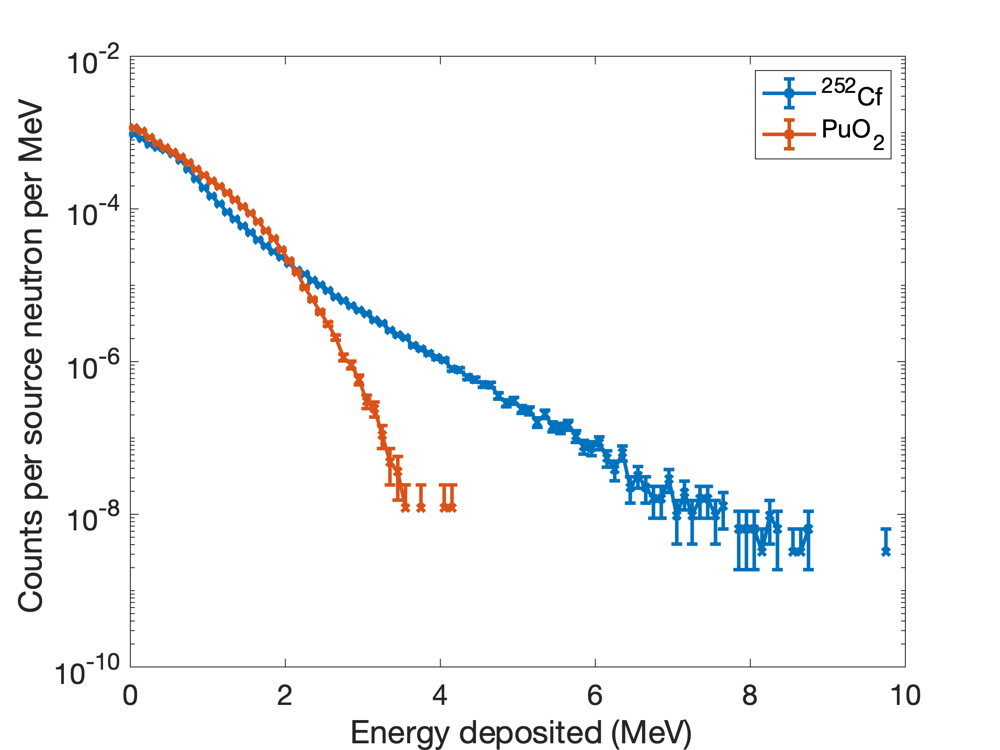 10-2
10-4
10-6
10-8
10-10
0 2 4 6 8 10
Counts per source neutron per MeV
Energy deposited (MeV)
252Cf
PuO2